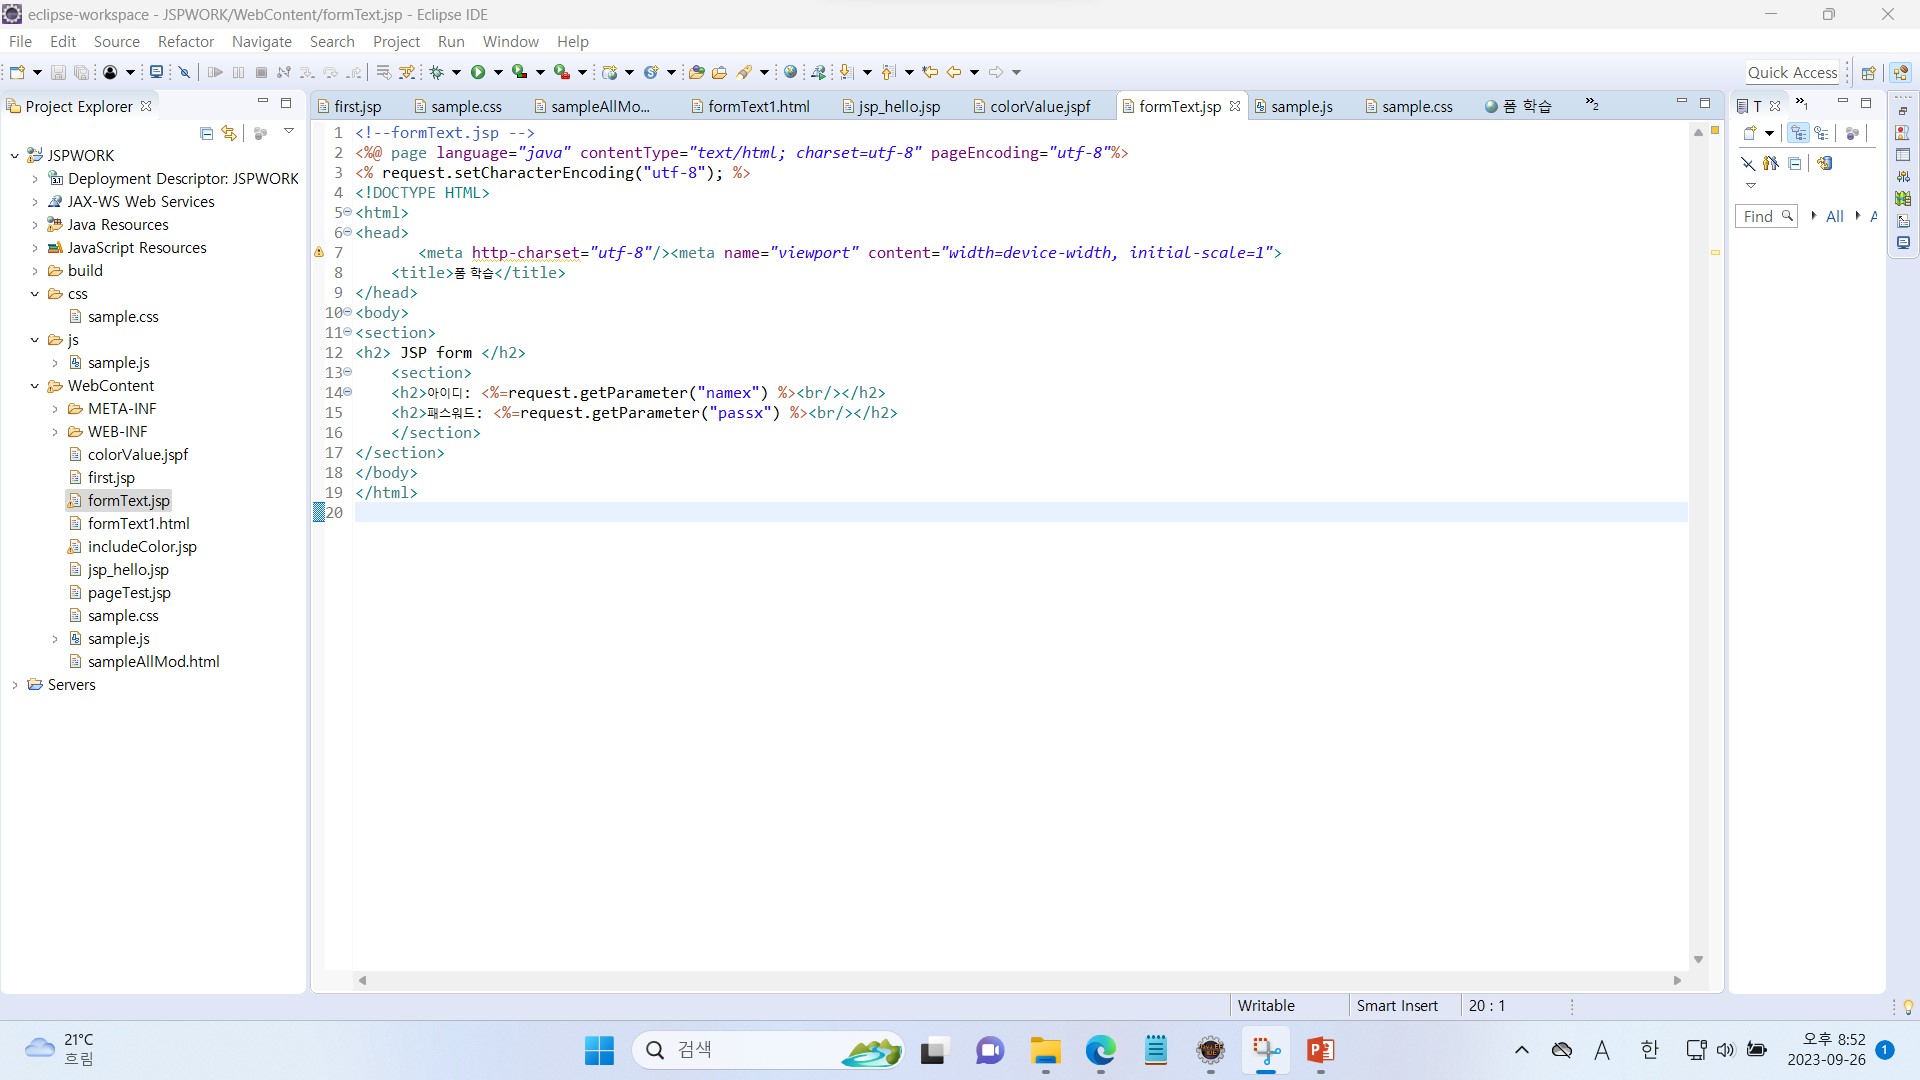 eclipse-workspace - JSPWORK/WebContent/formText.jsp - Eclipse IDE
File Edit Source Refactor Navigate Search Project Run Window Help
Quick Access
Project Explorer
JSPWORK
Deployment Descriptor: JSPWORK
JAX-WS Web Services
Java Resources
JavaScript Resources
build
css
sample.css
js
sample.js
WebContent
META-INF
WEB-INF
colorValue.jspf
first.jsp
formText.jsp
formText1.html
includeColor.jsp
jsp_hello.jsp
pageTest.jsp
sample.css
sample.js
sampleAllMod.html
Servers
first.jsp sample.css sampleAllMo... formText1.html jsp_hello.jsp colorValue.jspf formText.jsp sample.js sample.css 폼 학습 »2
1 <!--formText.jsp -->
2 <%@ page language="java" contentType="text/html; charset=utf-8" pageEncoding="utf-8"%>
3 <% request.setCharacterEncoding("utf-8"); %>
4 <!DOCTYPE HTML>
5 <html>
6 <head>
7 <meta http-charset="utf-8"/><meta name="viewport" content="width=device-width, initial-scale=1">
8 <title>폼 학습</title>
9 </head>
10 <body>
11 <section>
12 <h2> JSP form </h2>
13 <section>
14 <h2>아이디: <%=request.getParameter("namex") %><br/></h2>
15 <h2>패스워드: <%=request.getParameter("passx") %><br/></h2>
16 </section>
17 </section>
18 </body>
19 </html>
20
T »1
Find All A
Writable Smart Insert 20 : 1
21°C
흐림
검색
A 한
오후 8:52
2023-09-26
1